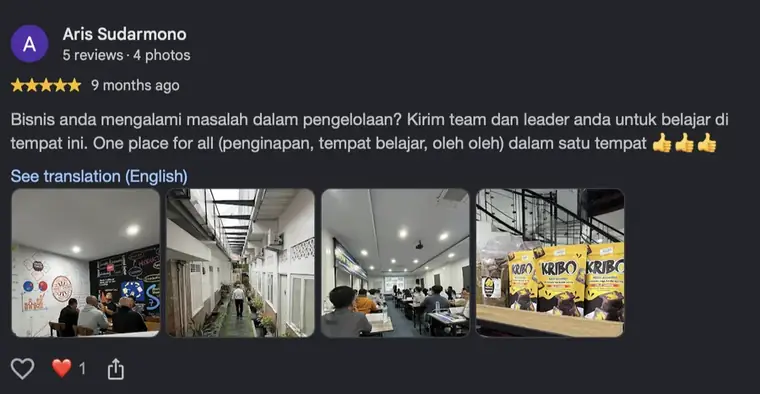 A
Aris Sudarmono
5 reviews · 4 photos
9 months ago
Bisnis anda mengalami masalah dalam pengelolaan? Kirim team dan leader anda untuk belajar di
tempat ini. One place for all (penginapan, tempat belajar, oleh oleh) dalam satu tempat 👍👍👍
See translation (English)
KRIBO KRIBO KRIBO
1